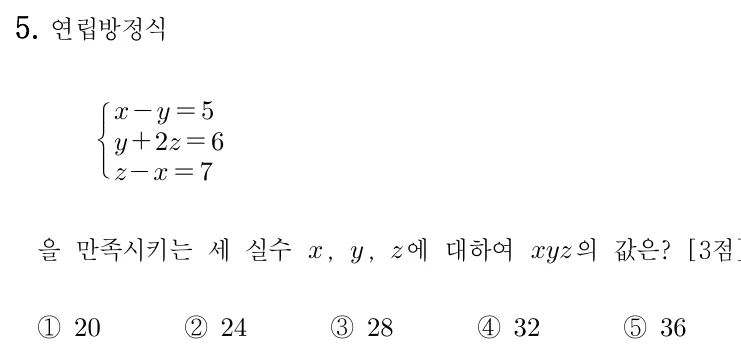 5. 연립방정식
x−y=5
y+2z=6
z−x=7
을 만족시키는 세 실수 x, y, z에 대하여 xyz의 값은? [3점]
① 20 ② 24 ③ 28 ④ 32 ⑤ 36